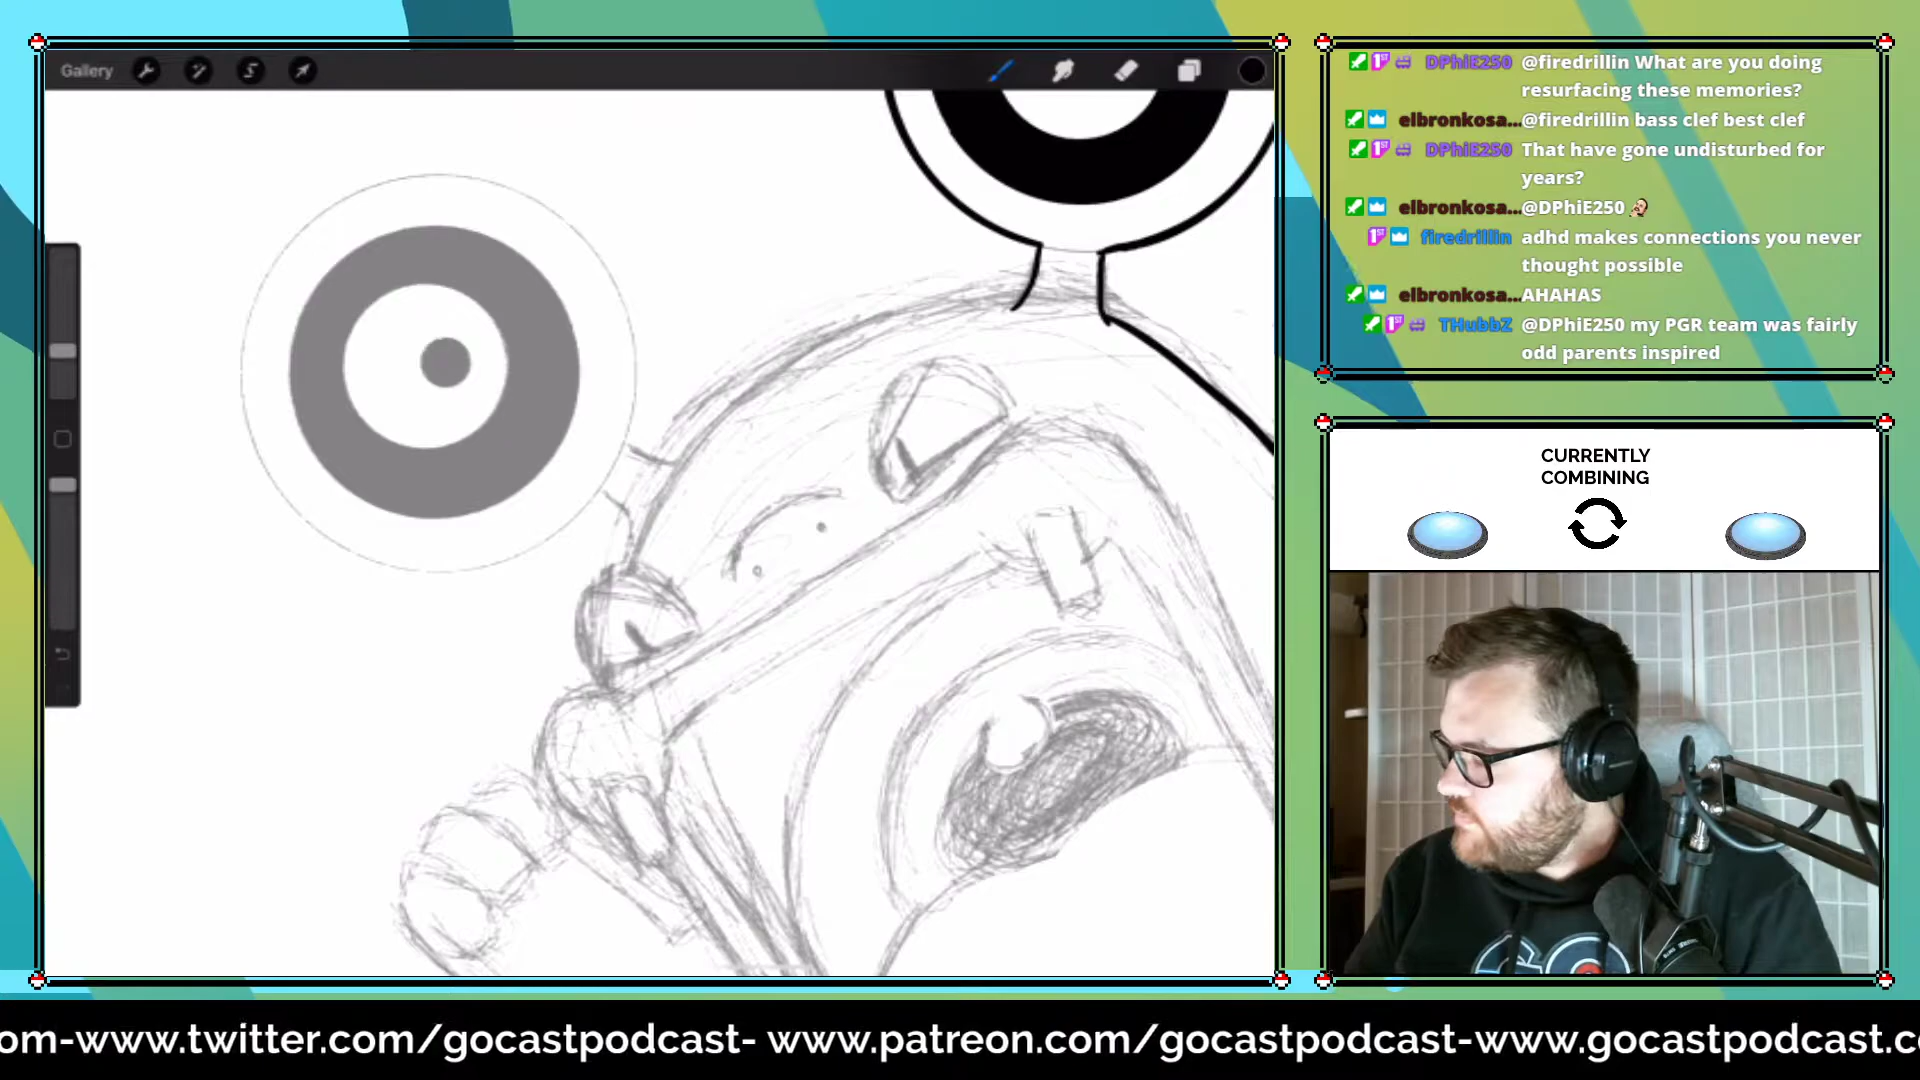 Gallery
DPhiE250 @firedrillin What are you doing
resurfacing these memories?
elbronkosa... @firedrillin bass clef best clef
DPhiE250 That have gone undisturbed for
years?
elbronkosa... @DPhiE250
firedrillin adhd makes connections you never
thought possible
elbronkosa... AHAHAS
THubbZ @DPhiE250 my PGR team was fairly
odd parents inspired
CURRENTLY
COMBINING
om-www.twitter.com/gocastpodcast- www.patreon.com/gocastpodcast-www.gocastpodcast.c